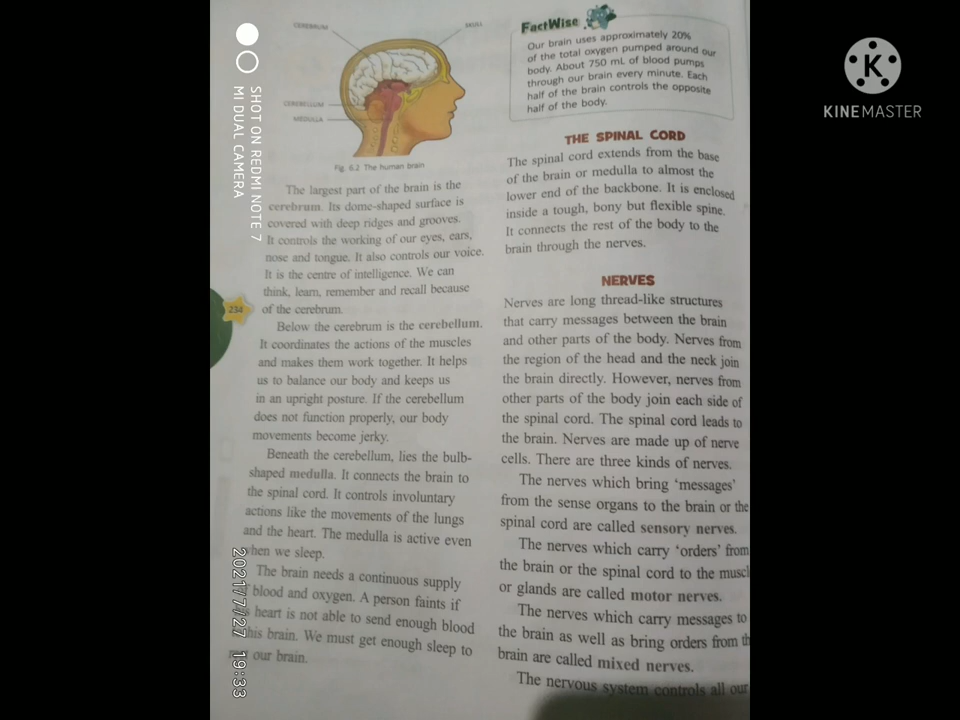 CEREBRUM
SKULL
CEREBELLUM
MEDULLA
Fig. 6.2 The human brain
The largest part of the brain is the
cerebrum. Its dome-shaped surface is
covered with deep ridges and grooves.
It controls the working of our eyes, ears,
nose and tongue. It also controls our voice.
It is the centre of intelligence. We can
think, learn, remember and recall because
of the cerebrum.
Below the cerebrum is the cerebellum.
It coordinates the actions of the muscles
and makes them work together. It helps
us to balance our body and keeps us
in an upright posture. If the cerebellum
does not function properly, our body
movements become jerky.
Beneath the cerebellum, lies the bulb-
shaped medulla. It connects the brain to
the spinal cord. It controls involuntary
actions like the movements of the lungs
and the heart. The medulla is active even
when we sleep.
The brain needs a continuous supply
blood and oxygen. A person faints if
heart is not able to send enough blood
his brain. We must get enough sleep to
our brain.
234
FactWise
Our brain uses approximately 20%
of the total oxygen pumped around our
body. About 750 mL of blood pumps
through our brain every minute. Each
half of the brain controls the opposite
half of the body.
THE SPINAL CORD
The spinal cord extends from the base
of the brain or medulla to almost the
lower end of the backbone. It is enclosed
inside a tough, bony but flexible spine.
It connects the rest of the body to the
brain through the nerves.
NERVES
Nerves are long thread-like structures
that carry messages between the brain
and other parts of the body. Nerves from
the region of the head and the neck join
the brain directly. However, nerves from
other parts of the body join each side of
the spinal cord. The spinal cord leads to
the brain. Nerves are made up of nerve
cells. There are three kinds of nerves.
The nerves which bring ‘messages’
from the sense organs to the brain or the
spinal cord are called sensory nerves.
The nerves which carry ‘orders’ from
the brain or the spinal cord to the muscl
or glands are called motor nerves.
The nerves which carry messages to
the brain as well as bring orders from th
brain are called mixed nerves.
The nervous system controls all our
SHOT ON REDMI NOTE 7
MI DUAL CAMERA
2021/7/27 19:33
K
KINEMASTER